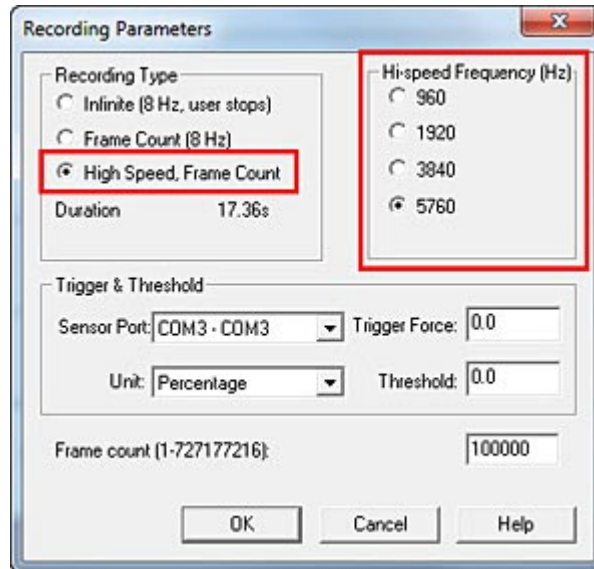 Recording Parameters
Recording Type
Infinite (8 Hz, user stops)
Frame Count (8 Hz)
High Speed, Frame Count
Duration 17.36s
Hi-speed Frequency (Hz)
960
1920
3840
5760
Trigger & Threshold
Sensor Port: COM3 - COM3 Trigger Force: 0.0
Unit: Percentage Threshold: 0.0
Frame count (1-727177216): 100000
OK Cancel Help